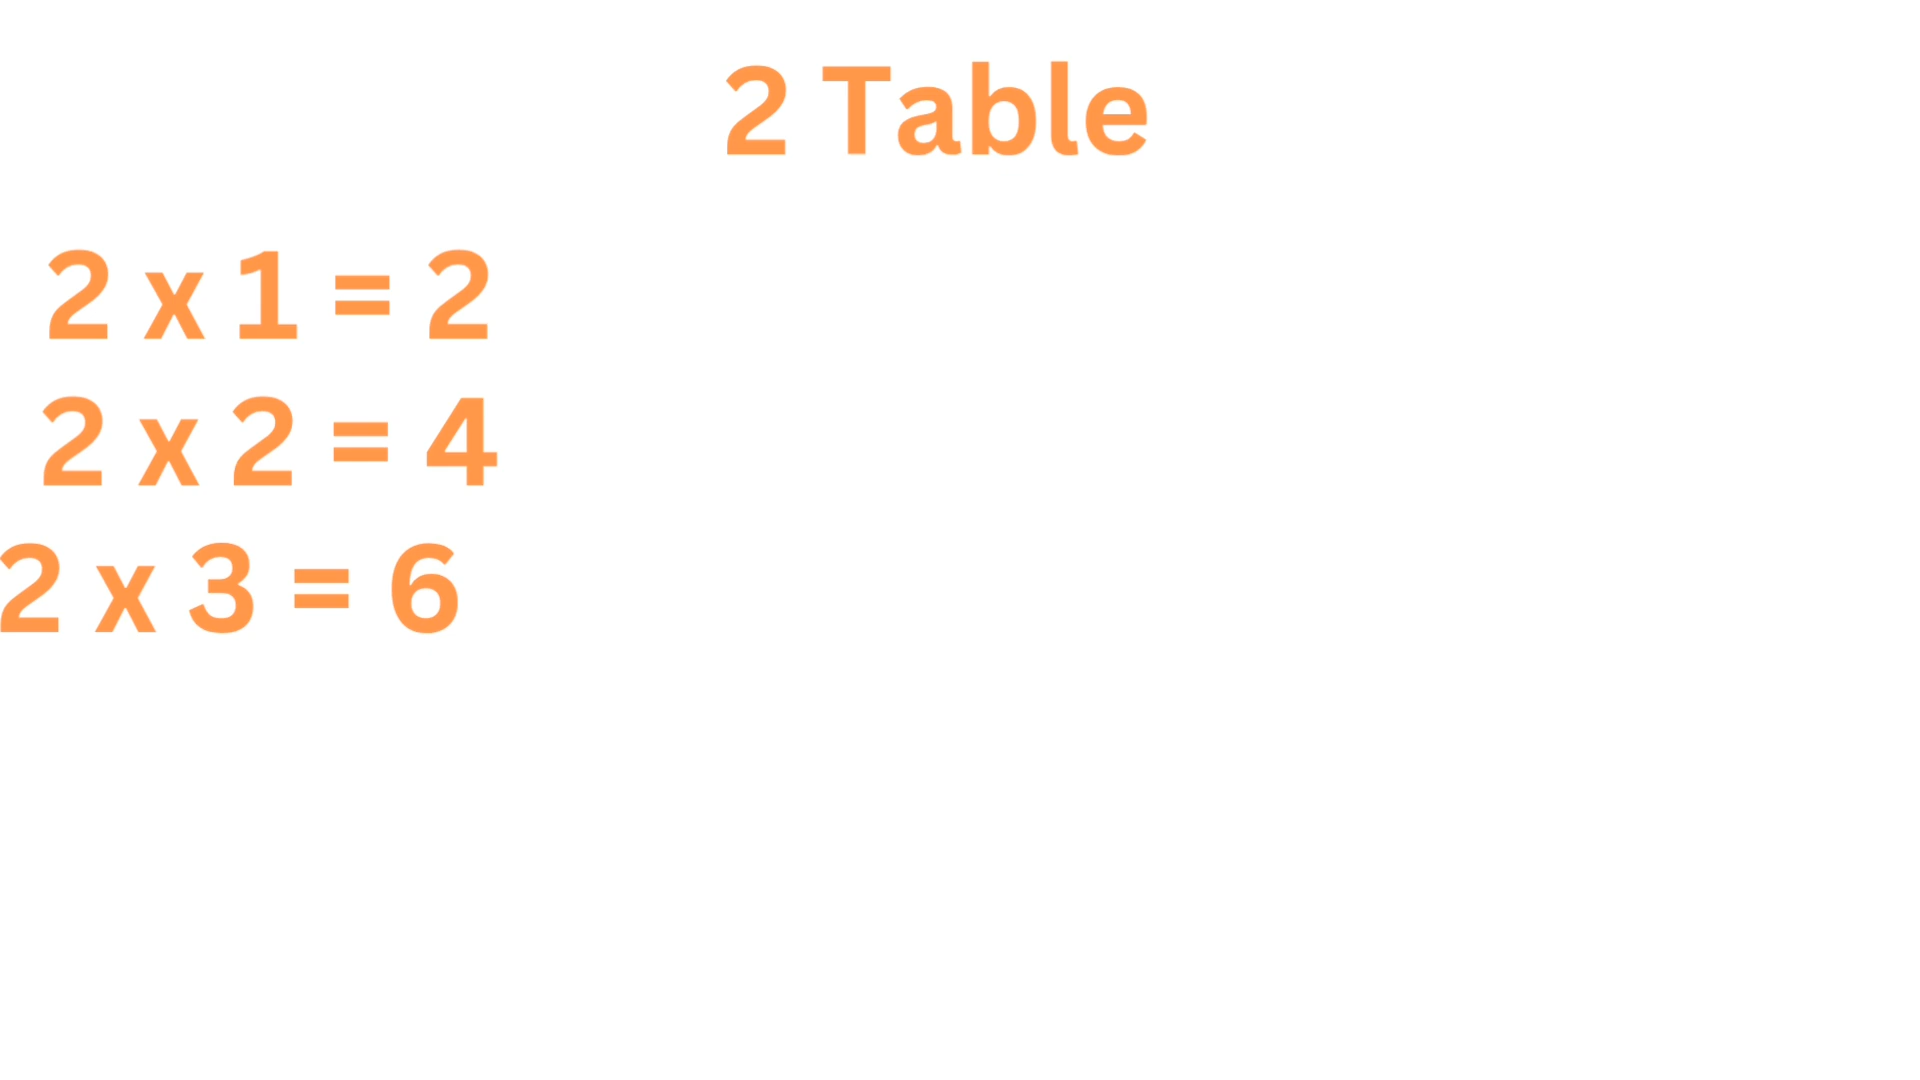 2 Table
2 x 1 = 2
2 x 2 = 4
2 x 3 = 6